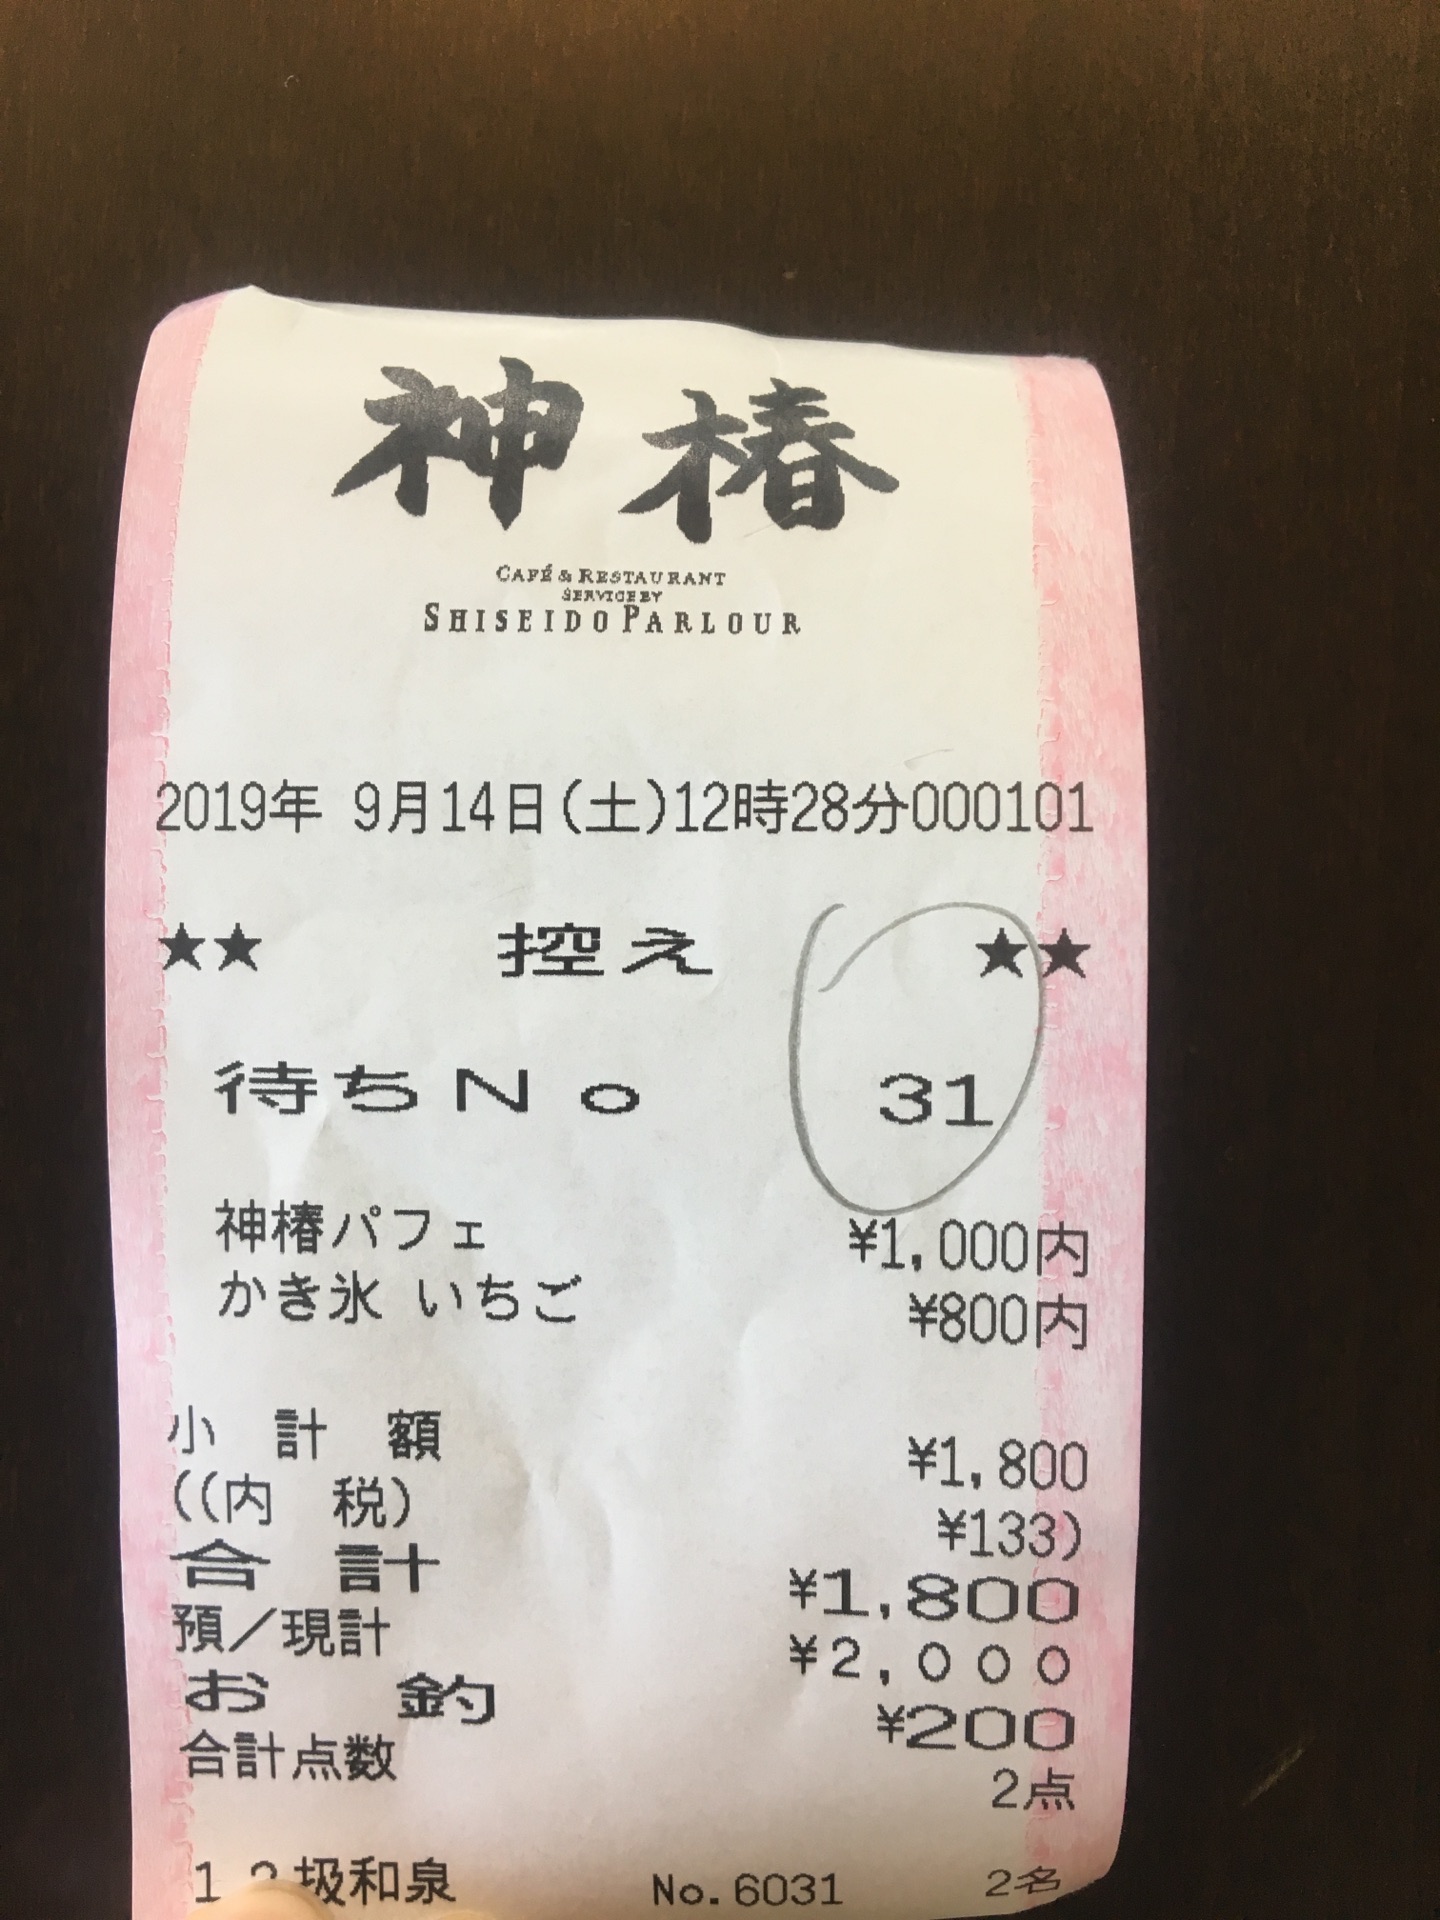 神椿
CAFÉ & RESTAURANT
SERVICE BY
SHISEIDO PARLOUR
2019年 9月14日(土)12時28分000101
★★ 控え ★★
待ちNo 31
神椿パフェ ¥1,000内
かき氷 いちご ¥800内
小 計 額 ¥1,800
((内 税) ¥133)
合 計 ¥1,800
預／現計 ¥2,000
お 釣 ¥200
合計点数 2点
和泉 No.6031 2名